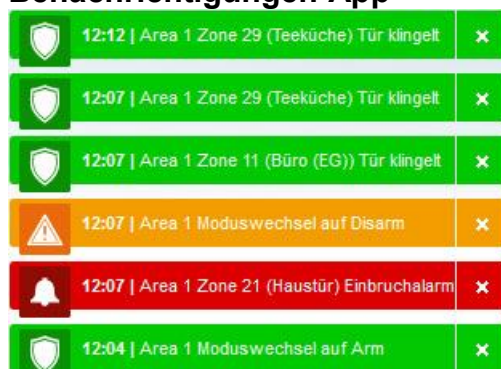 Benachrichtigungen App
12:12 | Area 1 Zone 29 (Teeküche) Tür klingelt ×
12:07 | Area 1 Zone 29 (Teeküche) Tür klingelt ×
12:07 | Area 1 Zone 11 (Büro (EG)) Tür klingelt ×
12:07 | Area 1 Moduswechsel auf Disarm ×
12:07 | Area 1 Zone 21 (Haustür) Einbruchalarm ×
12:04 | Area 1 Moduswechsel auf Arm ×